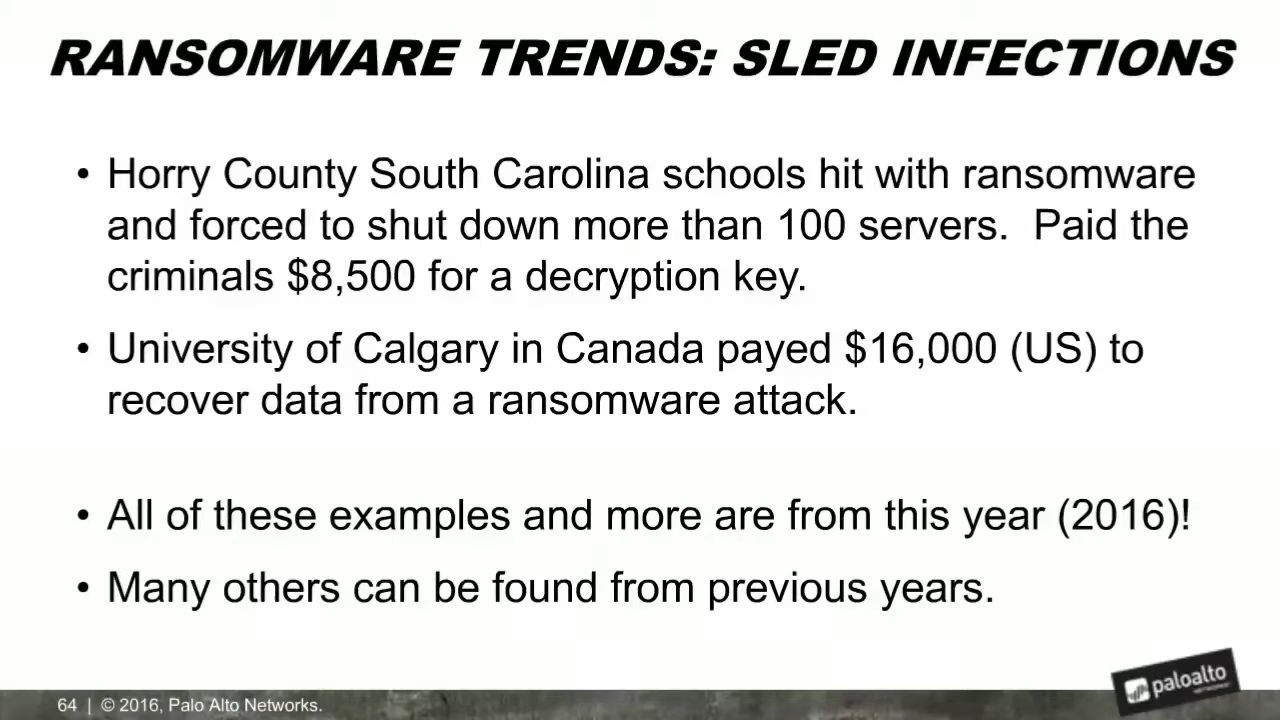 RANSOMWARE TRENDS: SLED INFECTIONS
• Horry County South Carolina schools hit with ransomware
and forced to shut down more than 100 servers.  Paid the
criminals $8,500 for a decryption key.
• University of Calgary in Canada payed $16,000 (US) to
recover data from a ransomware attack.
• All of these examples and more are from this year (2016)!
• Many others can be found from previous years.
paloalto
NETWORKS
64 | © 2016, Palo Alto Networks.